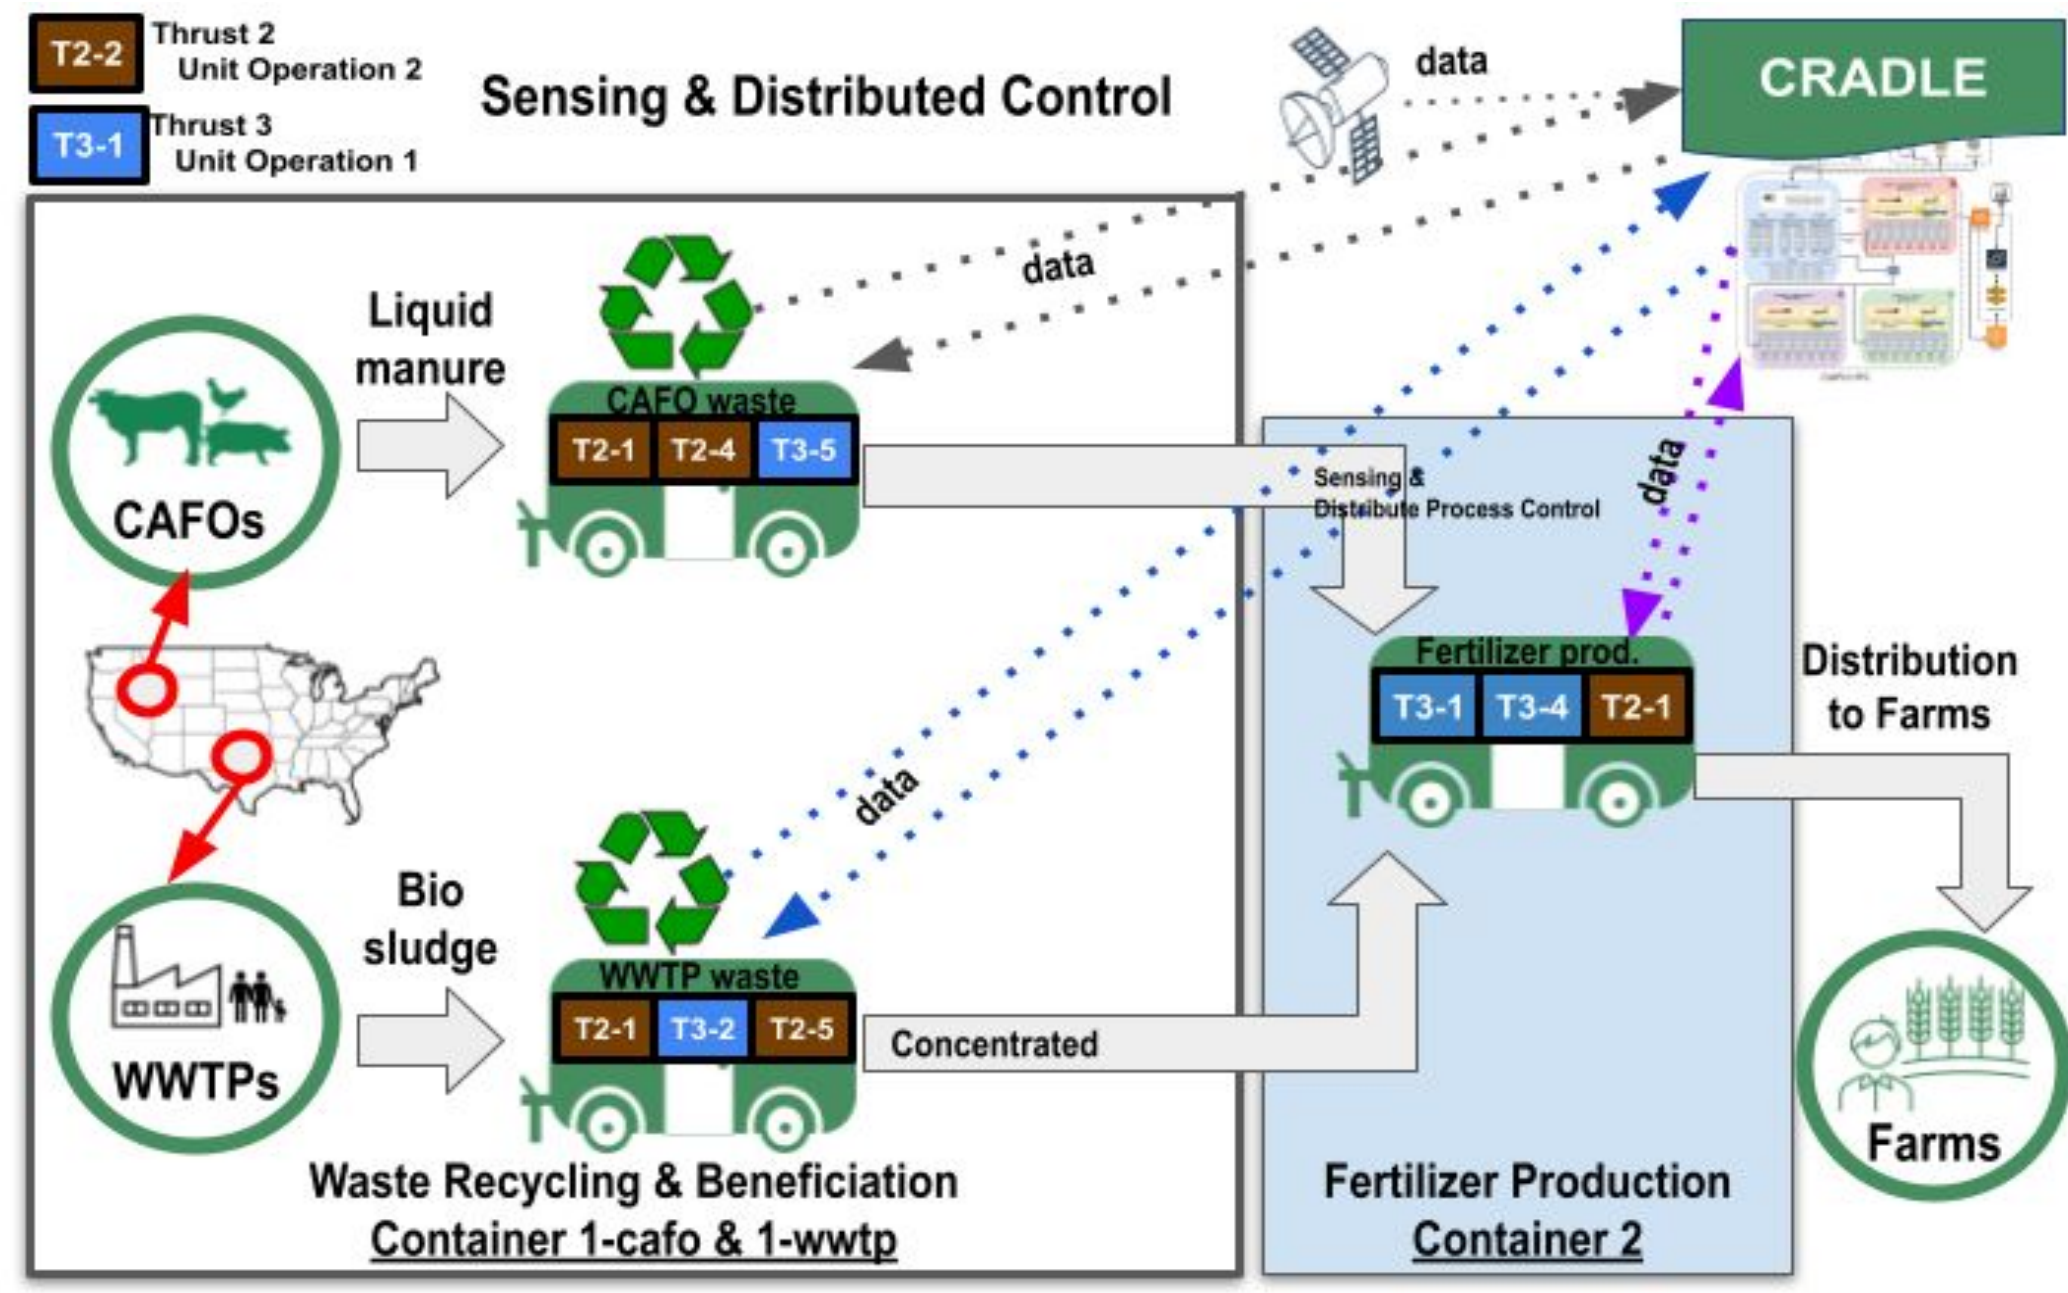 T2-2
Thrust 2
Unit Operation 2
T3-1
Thrust 3
Unit Operation 1
Sensing & Distributed Control
data
CRADLE
data
Liquid
manure
CAFOs
CAFO waste
T2-1 T2-4 T3-5
Sensing &
Distribute Process Control
data
Fertilizer prod.
T3-1 T3-4 T2-1
Distribution
to Farms
data
Bio
sludge
WWTPs
WWTP waste
T2-1 T3-2 T2-5
Concentrated
Farms
Waste Recycling & Beneficiation
Container 1-cafo & 1-wwtp
Fertilizer Production
Container 2